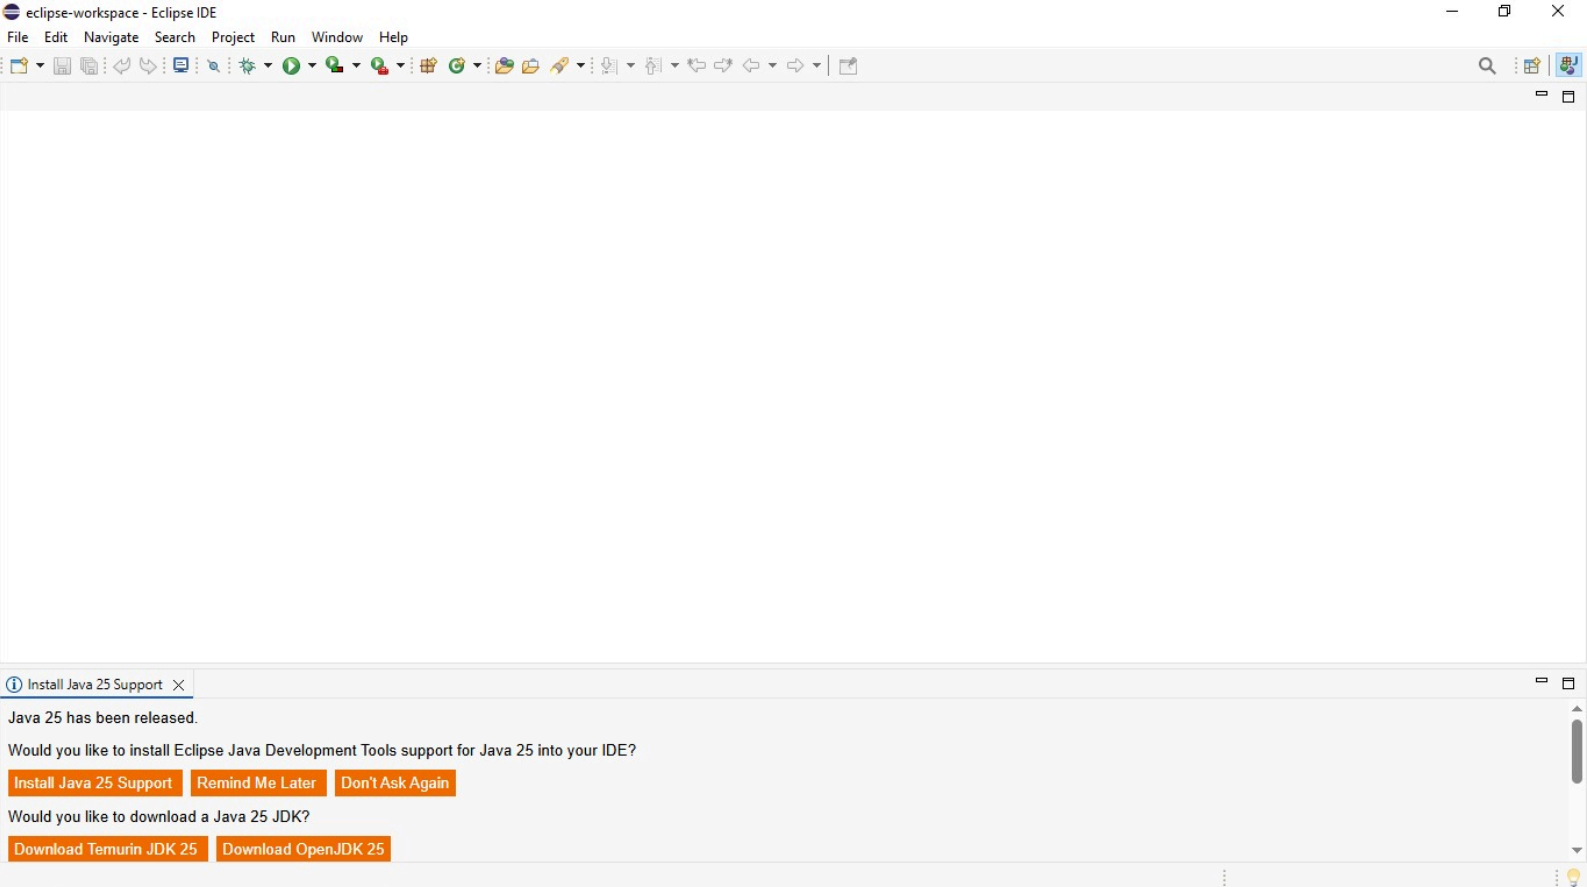 eclipse-workspace - Eclipse IDE
File Edit Navigate Search Project Run Window Help
Install Java 25 Support
Java 25 has been released.
Would you like to install Eclipse Java Development Tools support for Java 25 into your IDE?
Install Java 25 Support Remind Me Later Don't Ask Again
Would you like to download a Java 25 JDK?
Download Temurin JDK 25 Download OpenJDK 25